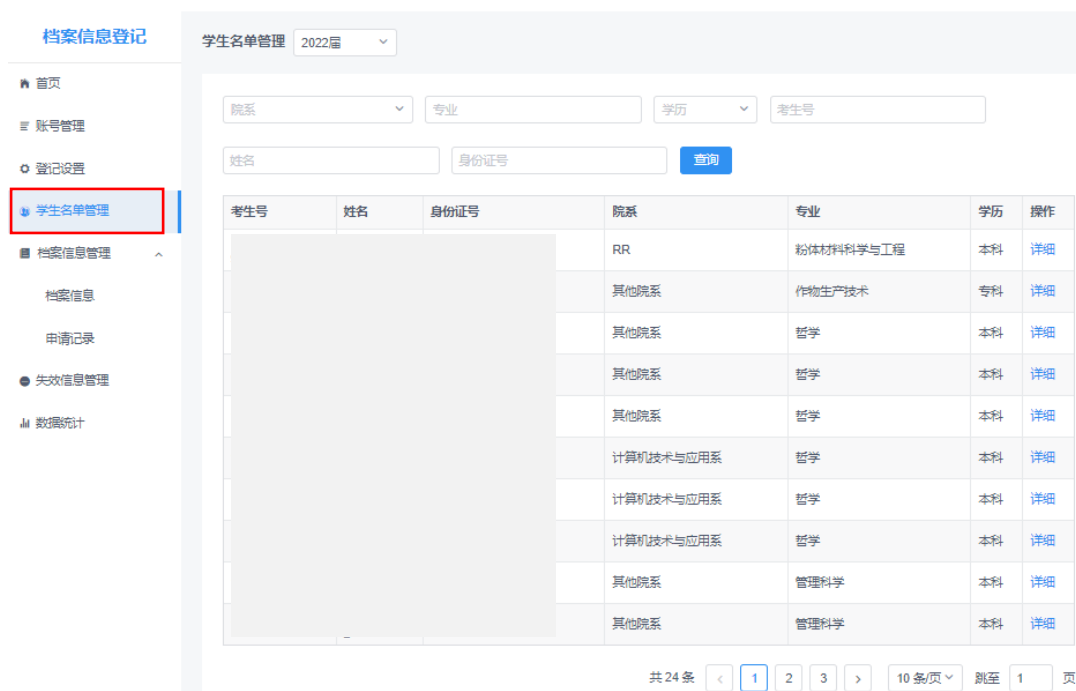 档案信息登记
首页
账号管理
登记设置
学生名单管理
档案信息管理
档案信息
申请记录
失效信息管理
数据统计
学生名单管理 2022届
院系 专业 学历 考生号
姓名 身份证号 查询
考生号 姓名 身份证号 院系 专业 学历 操作
RR 粉体材料科学与工程 本科 详细
其他院系 作物生产技术 专科 详细
其他院系 哲学 本科 详细
其他院系 哲学 本科 详细
其他院系 哲学 本科 详细
计算机技术与应用系 哲学 本科 详细
计算机技术与应用系 哲学 本科 详细
计算机技术与应用系 哲学 本科 详细
其他院系 管理科学 本科 详细
其他院系 管理科学 本科 详细
共 24 条 < 1 2 3 > 10 条/页 跳至 1 页